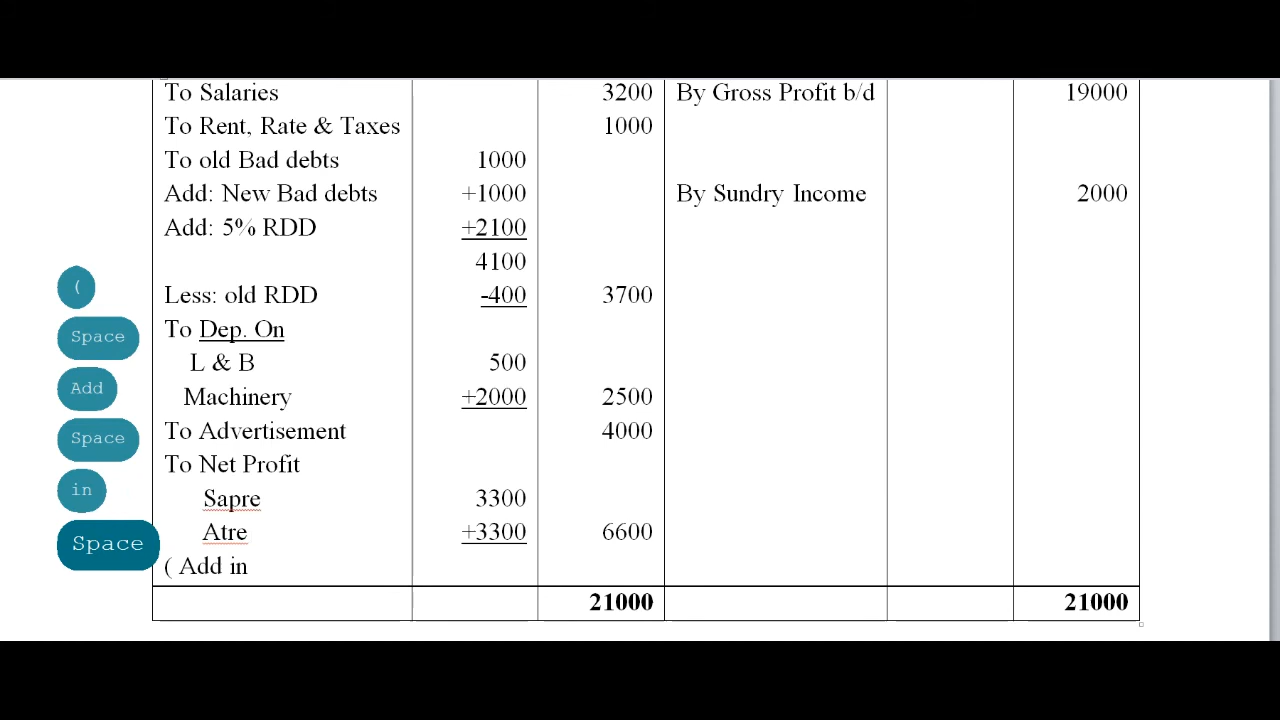 To Salaries 3200 By Gross Profit b/d 19000
To Rent, Rate & Taxes 1000
To old Bad debts 1000
Add: New Bad debts +1000 By Sundry Income 2000
Add: 5% RDD +2100
4100
(
Less: old RDD -400 3700
Space
To Dep. On
L & B 500
Add
Machinery +2000 2500
To Advertisement 4000
Space
To Net Profit
in
Sapre 3300
Atre +3300 6600
Space
( Add in
21000 21000